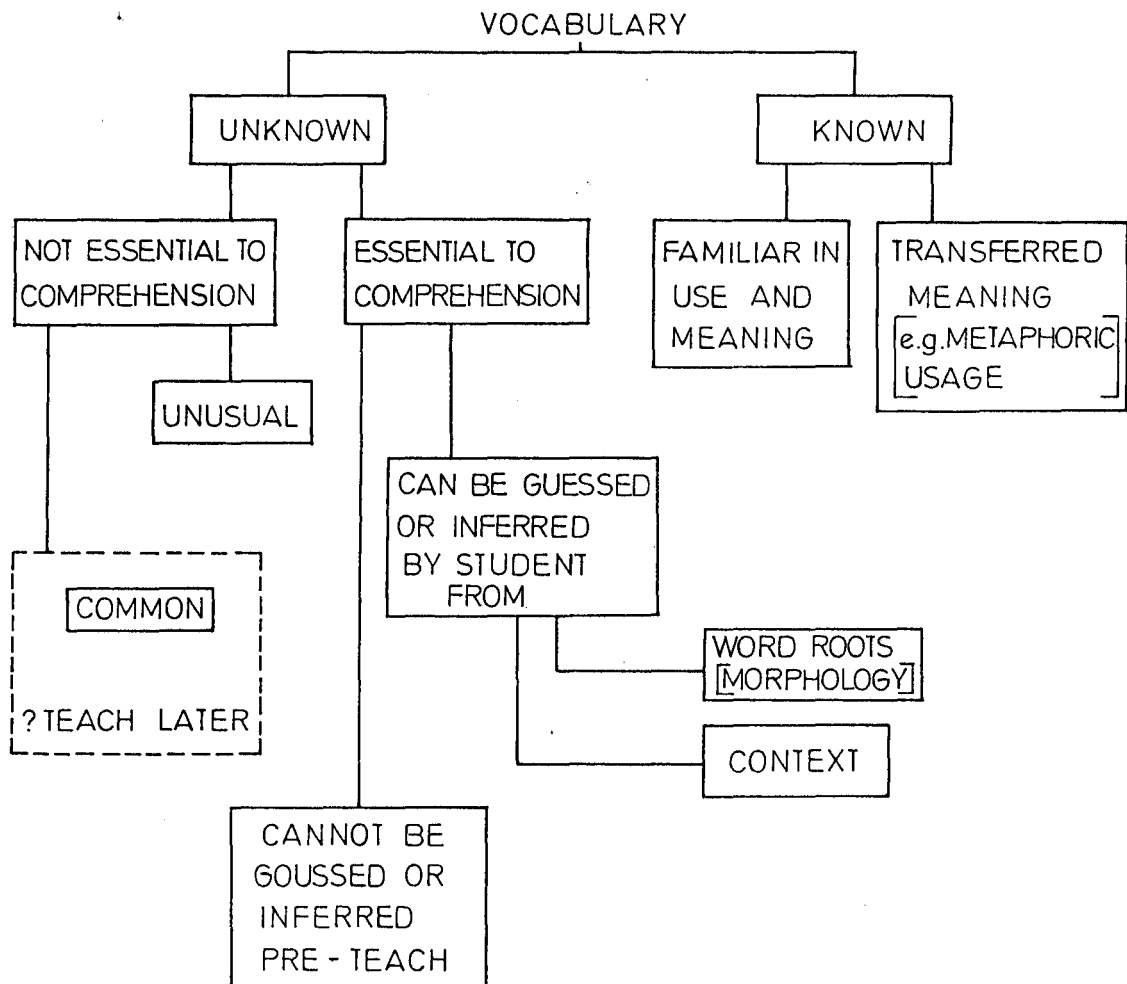 VOCABULARY
UNKNOWN
KNOWN
NOT ESSENTIAL TO
COMPREHENSION
ESSENTIAL TO
COMPREHENSION
FAMILIAR IN
USE AND
MEANING
TRANSFERRED
MEANING
[e.g. METAPHORIC
USAGE]
UNUSUAL
CAN BE GUESSED
OR INFERRED
BY STUDENT
FROM
COMMON
? TEACH LATER
WORD ROOTS
[MORPHOLOGY]
CONTEXT
CANNOT BE
GOUSSED OR
INFERRED
PRE - TEACH